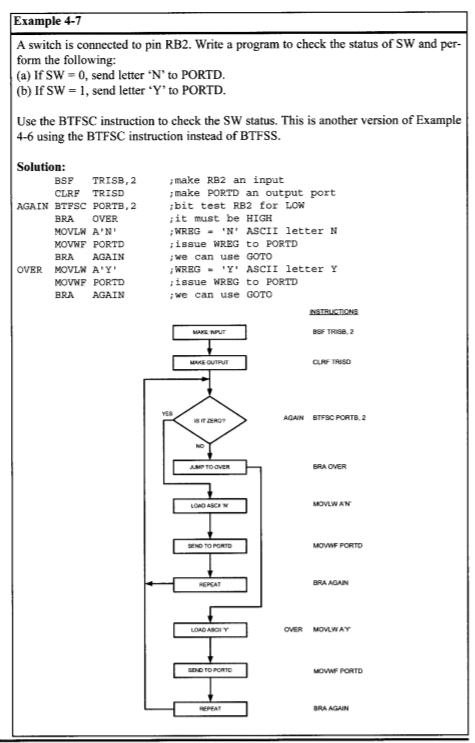 Example 4-7
A switch is connected to pin RB2. Write a program to check the status of SW and per-
form the following:
(a) If SW = 0, send letter ‘N’ to PORTD.
(b) If SW = 1, send letter ‘Y’ to PORTD.
Use the BTFSC instruction to check the SW status. This is another version of Example
4-6 using the BTFSC instruction instead of BTFSS.
Solution:
BSF TRISB,2 ;make RB2 an input
CLRF TRISD ;make PORTD an output port
AGAIN BTFSC PORTB,2 ;bit test RB2 for LOW
BRA OVER ;it must be HIGH
MOVLW A'N' ;WREG = 'N' ASCII letter N
MOVWF PORTD ;issue WREG to PORTD
BRA AGAIN ;we can use GOTO
OVER MOVLW A'Y' ;WREG = 'Y' ASCII letter Y
MOVWF PORTD ;issue WREG to PORTD
BRA AGAIN ;we can use GOTO
INSTRUCTIONS
MAKE INPUT BSF TRISB, 2
MAKE OUTPUT CLRF TRISD
YES
IS IT ZERO? AGAIN BTFSC PORTB, 2
NO
JUMP TO OVER BRA OVER
LOAD ASCII 'N' MOVLW A'N'
SEND TO PORTD MOVWF PORTD
REPEAT BRA AGAIN
LOAD ASCII 'Y' OVER MOVLW A'Y'
SEND TO PORTD MOVWF PORTD
REPEAT BRA AGAIN